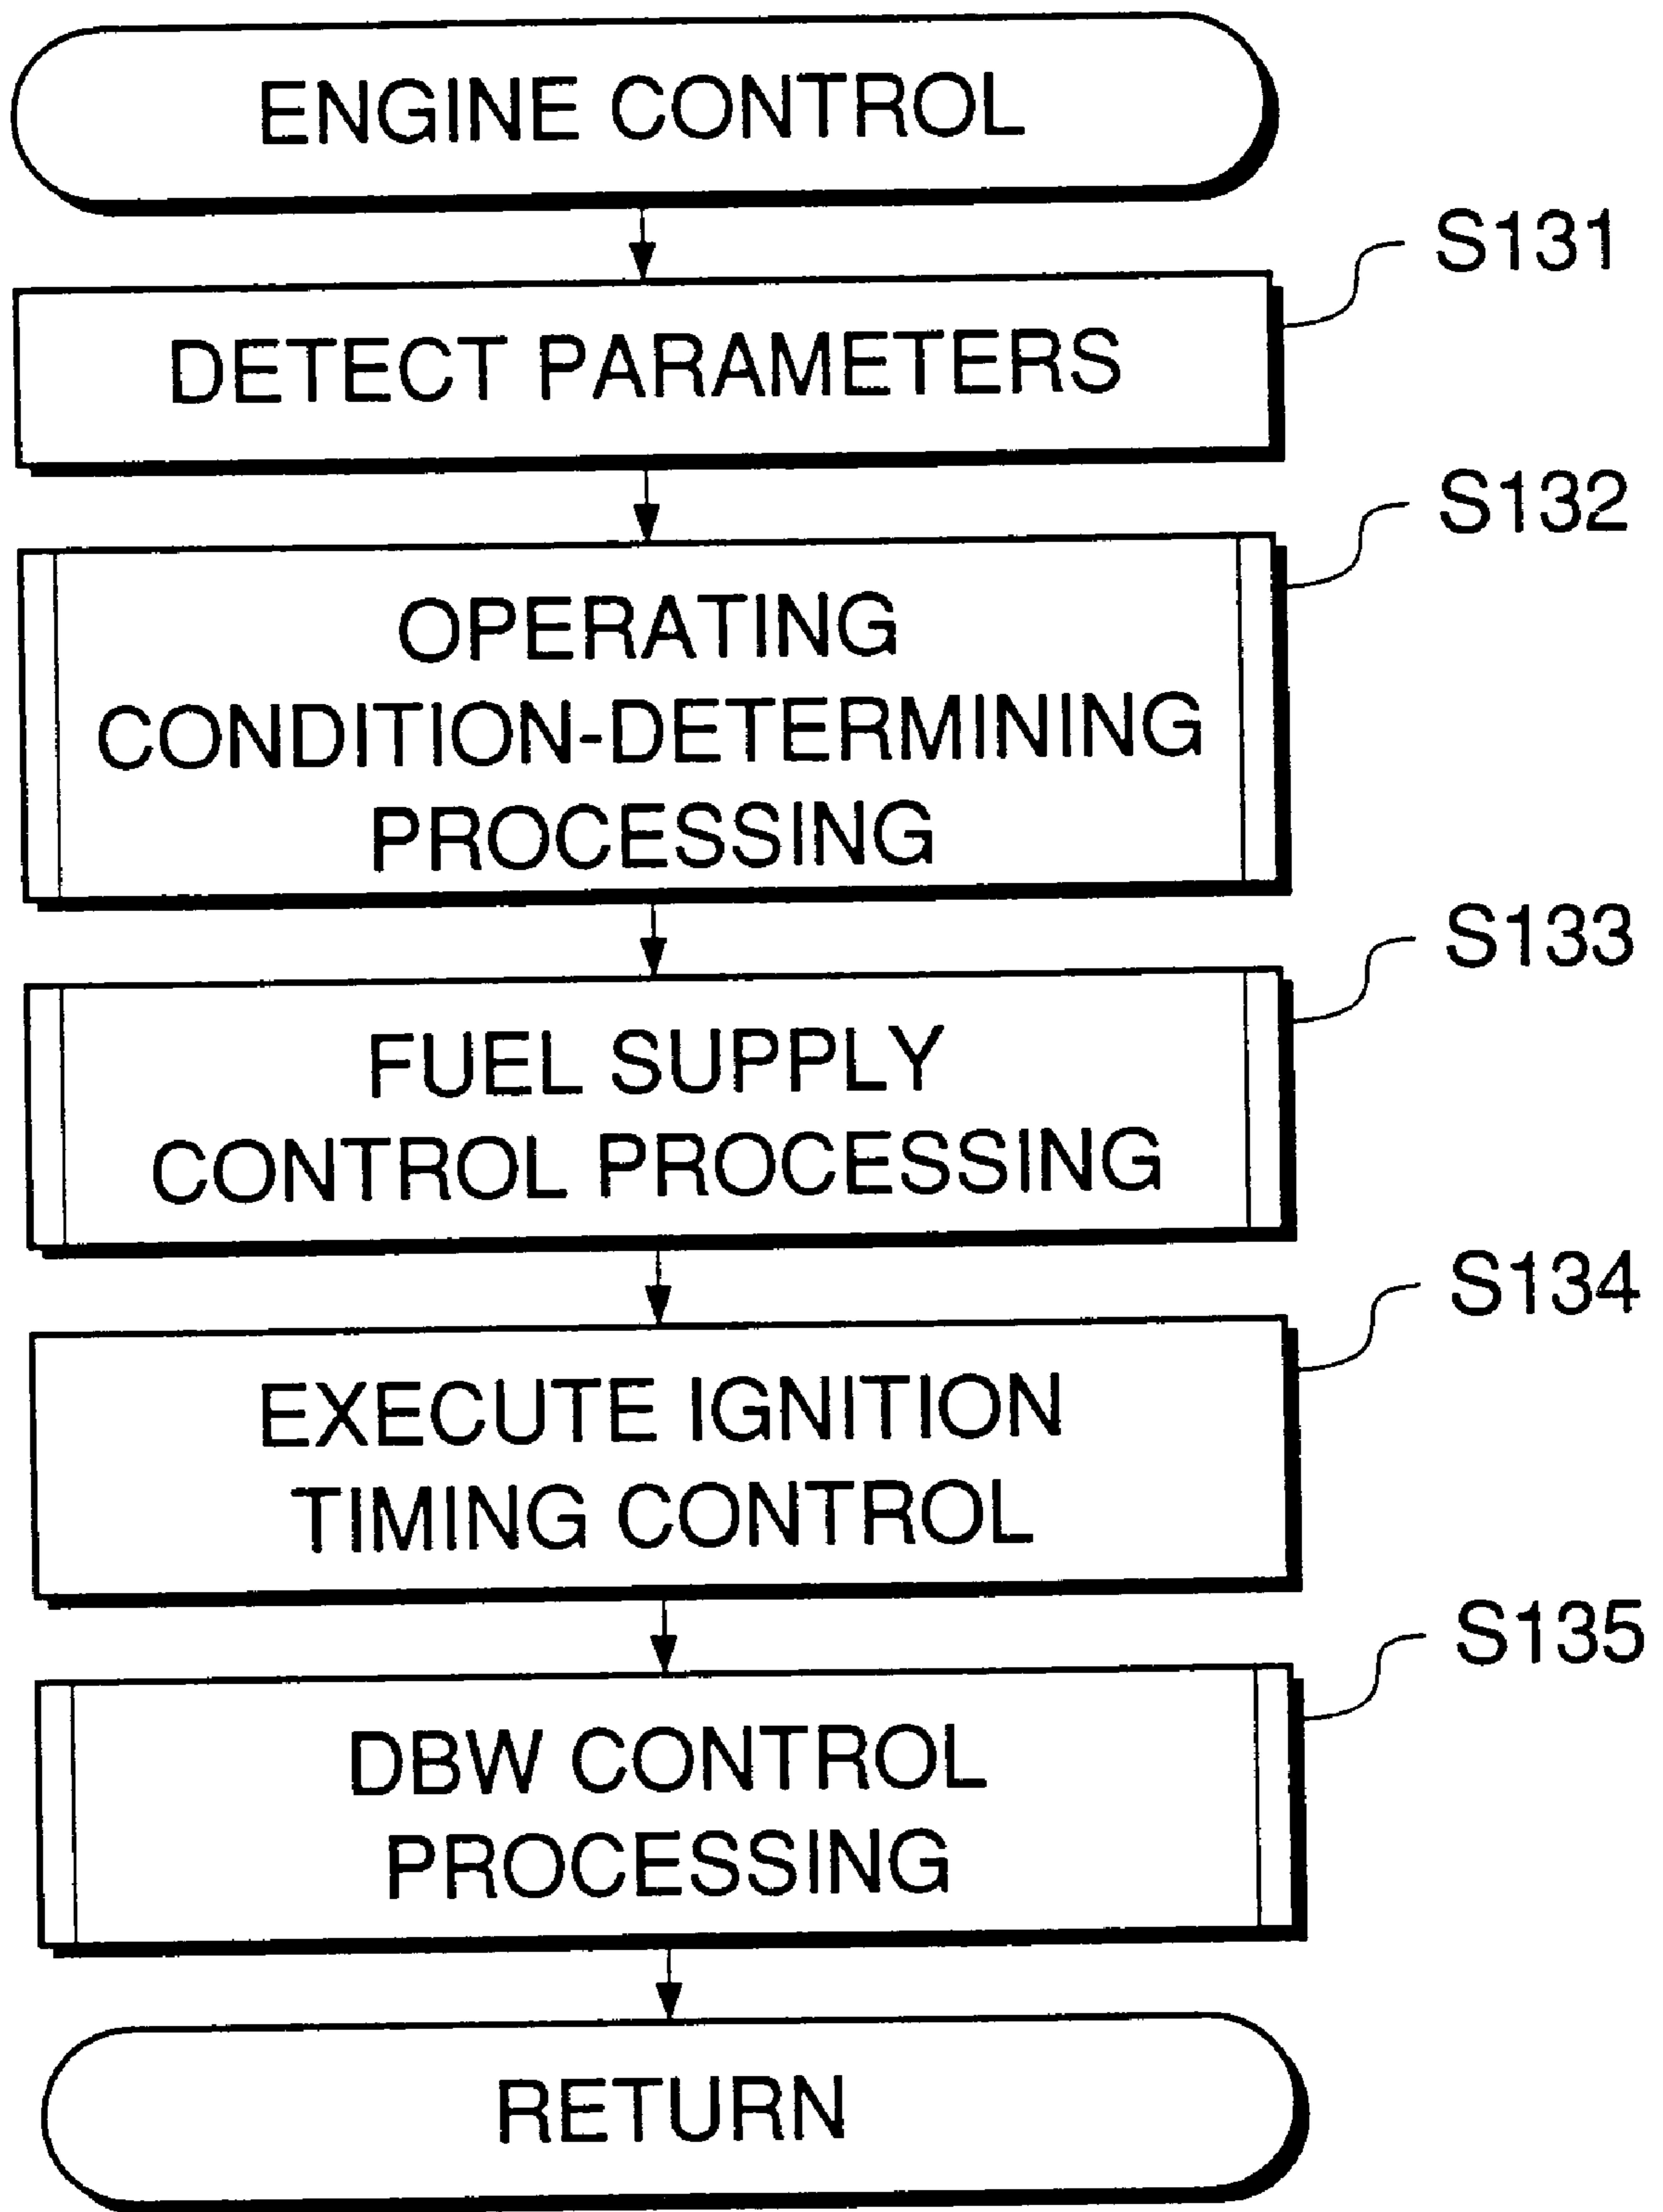 ENGINE CONTROL
S131
DETECT PARAMETERS
S132
OPERATING
CONDITION-DETERMINING
PROCESSING
S133
FUEL SUPPLY
CONTROL PROCESSING
S134
EXECUTE IGNITION
TIMING CONTROL
S135
DBW CONTROL
PROCESSING
RETURN